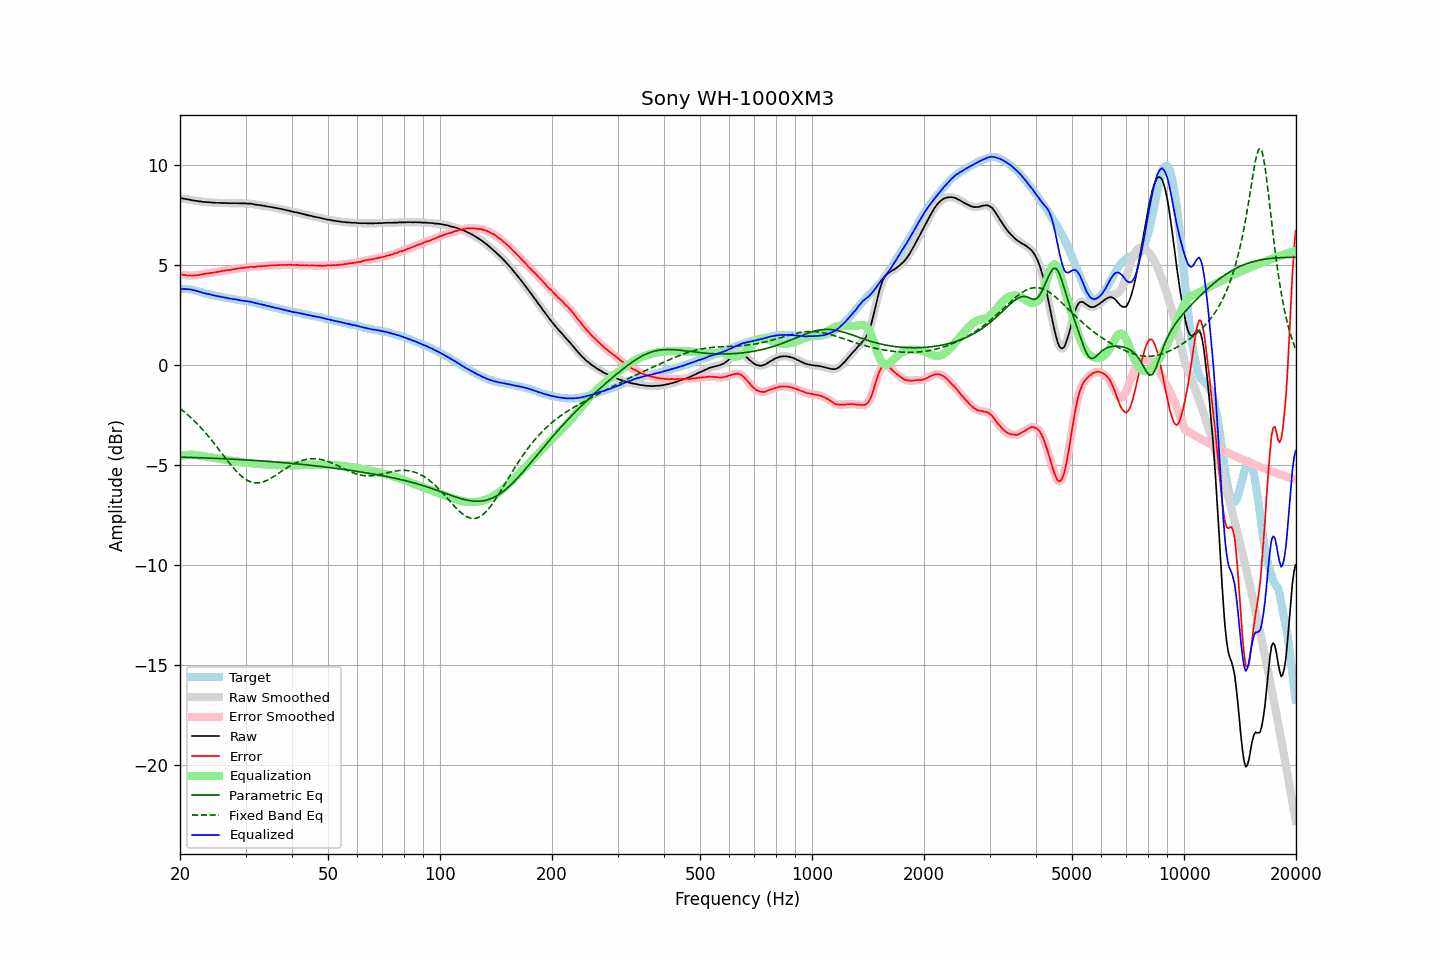 Sony WH-1000XM3
Amplitude (dBr)
10
5
0
−5
−10
−15
−20
Target
Raw Smoothed
Error Smoothed
Raw
Error
Equalization
Parametric Eq
Fixed Band Eq
Equalized
20 50 100 200 500 1000 2000 5000 10000 20000
Frequency (Hz)